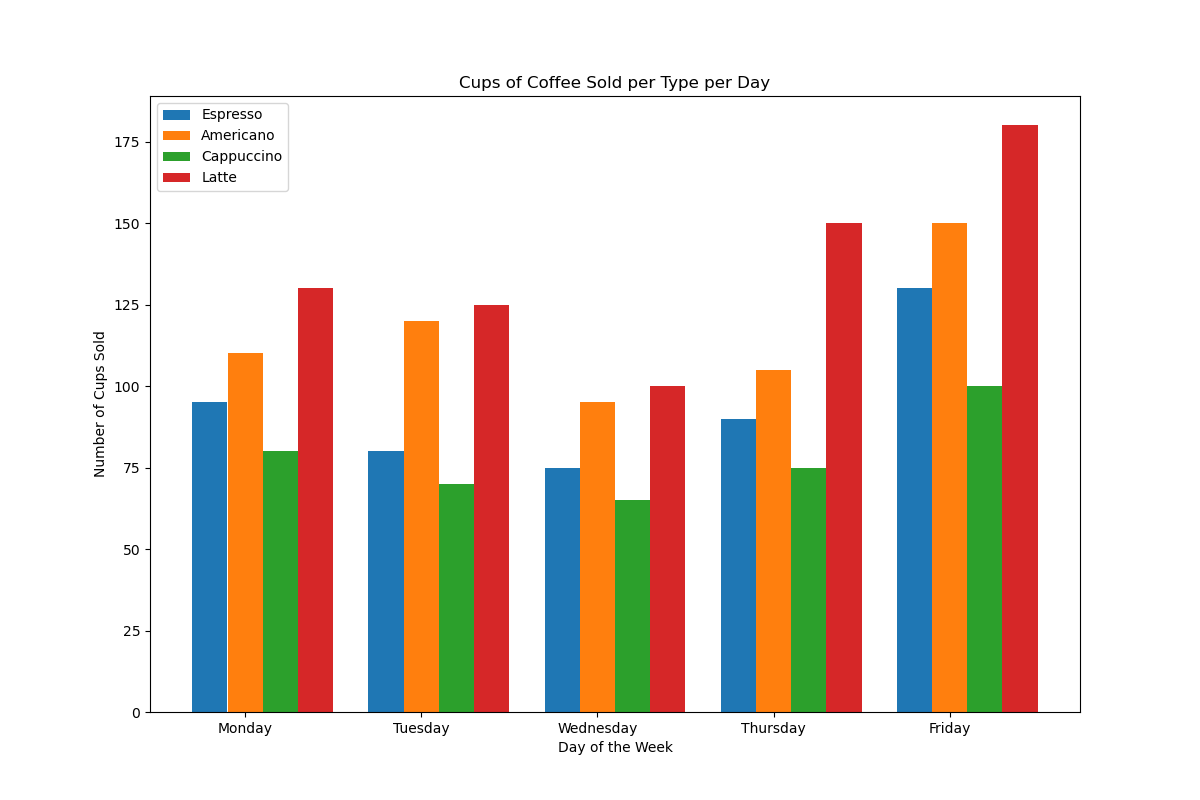 Cups of Coffee Sold per Type per Day
Espresso
Americano
Cappuccino
Latte
Number of Cups Sold
175
150
125
100
75
50
25
0
Monday Tuesday Wednesday Thursday Friday
Day of the Week